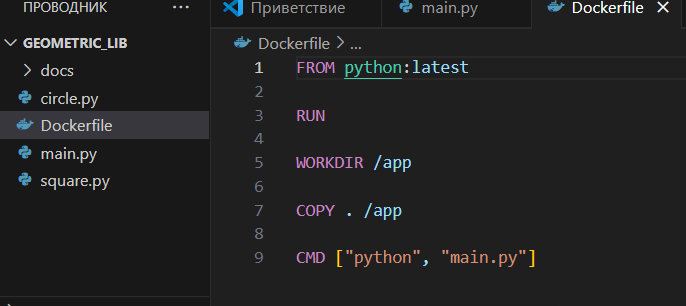 ПРОВОДНИК ...
GEOMETRIC_LIB
docs
circle.py
Dockerfile
main.py
square.py
Приветствие
main.py
Dockerfile
Dockerfile > ...
1 FROM python:latest
2
3 RUN
4
5 WORKDIR /app
6
7 COPY . /app
8
9 CMD ["python", "main.py"]